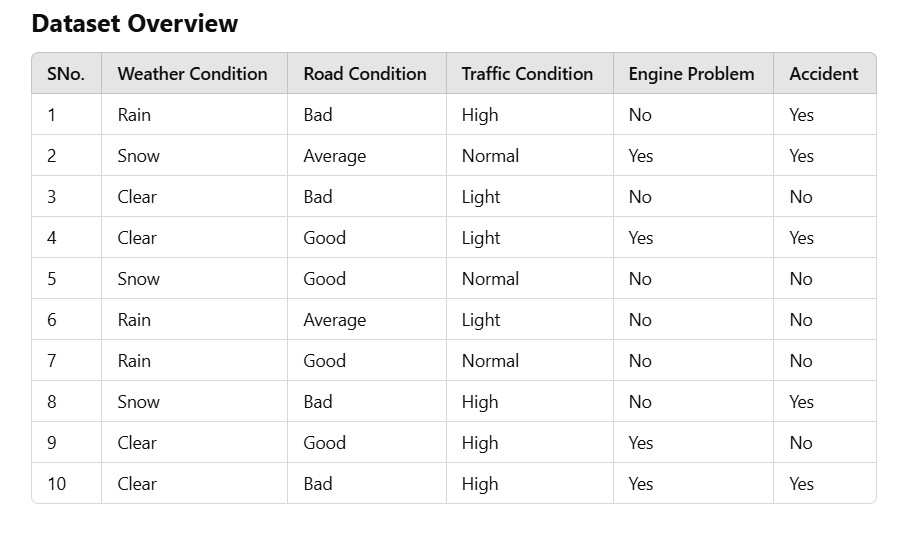 Dataset Overview
SNo. Weather Condition Road Condition Traffic Condition Engine Problem Accident
1 Rain Bad High No Yes
2 Snow Average Normal Yes Yes
3 Clear Bad Light No No
4 Clear Good Light Yes Yes
5 Snow Good Normal No No
6 Rain Average Light No No
7 Rain Good Normal No No
8 Snow Bad High No Yes
9 Clear Good High Yes No
10 Clear Bad High Yes Yes